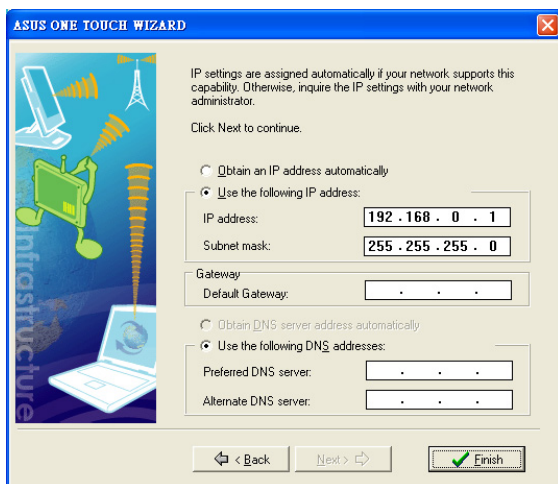 ASUS ONE TOUCH WIZARD
IP settings are assigned automatically if your network supports this
capability. Otherwise, inquire the IP settings with your network
administrator.
Click Next to continue.
Obtain an IP address automatically
Use the following IP address:
IP address: 192 . 168 . 0 . 1
Subnet mask: 255 . 255 . 255 . 0
Gateway
Default Gateway: . . .
Obtain DNS server address automatically
Use the following DNS addresses:
Preferred DNS server: . . .
Alternate DNS server: . . .
infrastructure
< Back
Next >
Finish